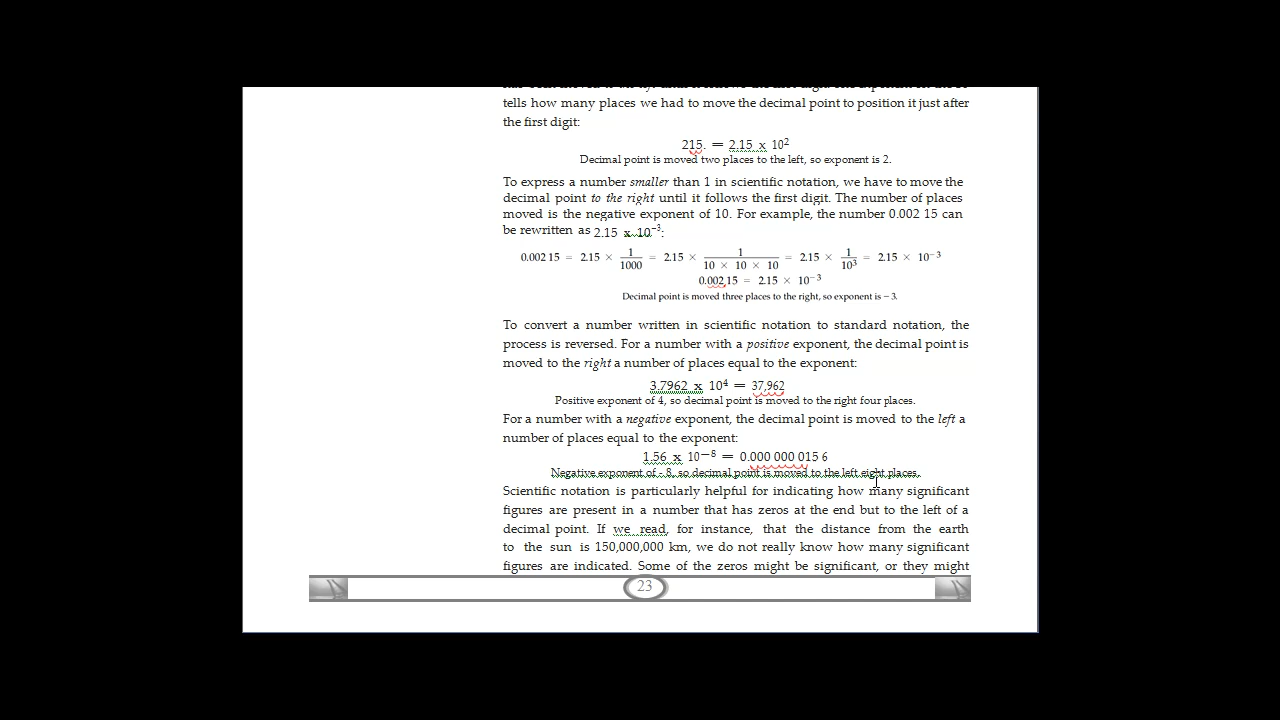 tells how many places we had to move the decimal point to position it just after
the first digit:
215. = 2.15 x 10²
Decimal point is moved two places to the left, so exponent is 2.
To express a number smaller than 1 in scientific notation, we have to move the
decimal point to the right until it follows the first digit. The number of places
moved is the negative exponent of 10. For example, the number 0.002 15 can
be rewritten as 2.15 x 10⁻³:
0.002 15 = 2.15 × 1/1000 = 2.15 × 1/(10 × 10 × 10) = 2.15 × 1/10³ = 2.15 × 10⁻³
0.002,15 = 2.15 × 10⁻³
Decimal point is moved three places to the right, so exponent is − 3.
To convert a number written in scientific notation to standard notation, the
process is reversed. For a number with a positive exponent, the decimal point is
moved to the right a number of places equal to the exponent:
3.7962 x 10⁴ = 37,962
Positive exponent of 4, so decimal point is moved to the right four places.
For a number with a negative exponent, the decimal point is moved to the left a
number of places equal to the exponent:
1.56 x 10⁻⁸ = 0.000 000 015 6
Negative exponent of - 8, so decimal point is moved to the left eight places.
Scientific notation is particularly helpful for indicating how many significant
figures are present in a number that has zeros at the end but to the left of a
decimal point. If we read, for instance, that the distance from the earth
to the sun is 150,000,000 km, we do not really know how many significant
figures are indicated. Some of the zeros might be significant, or they might
23